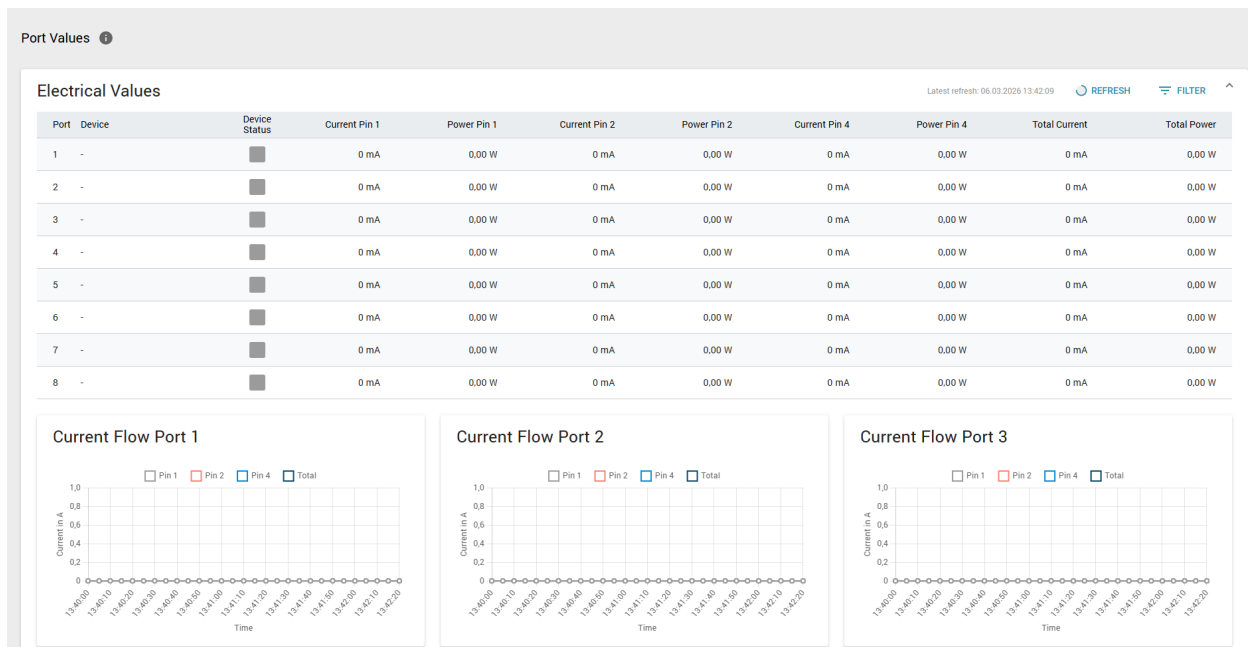 Port Values
Electrical Values
Latest refresh: 06.03.2026 13:42:09 REFRESH FILTER
Port Device Device Status Current Pin 1 Power Pin 1 Current Pin 2 Power Pin 2 Current Pin 4 Power Pin 4 Total Current Total Power
1 - 0 mA 0,00 W 0 mA 0,00 W 0 mA 0,00 W 0 mA 0,00 W
2 - 0 mA 0,00 W 0 mA 0,00 W 0 mA 0,00 W 0 mA 0,00 W
3 - 0 mA 0,00 W 0 mA 0,00 W 0 mA 0,00 W 0 mA 0,00 W
4 - 0 mA 0,00 W 0 mA 0,00 W 0 mA 0,00 W 0 mA 0,00 W
5 - 0 mA 0,00 W 0 mA 0,00 W 0 mA 0,00 W 0 mA 0,00 W
6 - 0 mA 0,00 W 0 mA 0,00 W 0 mA 0,00 W 0 mA 0,00 W
7 - 0 mA 0,00 W 0 mA 0,00 W 0 mA 0,00 W 0 mA 0,00 W
8 - 0 mA 0,00 W 0 mA 0,00 W 0 mA 0,00 W 0 mA 0,00 W
Current Flow Port 1
Pin 1 Pin 2 Pin 4 Total
Current in A
1,0
0,8
0,6
0,4
0,2
0
13:40:00 13:40:10 13:40:20 13:40:30 13:40:40 13:40:50 13:41:00 13:41:10 13:41:20 13:41:30 13:41:40 13:41:50 13:42:00 13:42:10 13:42:20
Time
Current Flow Port 2
Pin 1 Pin 2 Pin 4 Total
Current in A
1,0
0,8
0,6
0,4
0,2
0
13:40:00 13:40:10 13:40:20 13:40:30 13:40:40 13:40:50 13:41:00 13:41:10 13:41:20 13:41:30 13:41:40 13:41:50 13:42:00 13:42:10 13:42:20
Time
Current Flow Port 3
Pin 1 Pin 2 Pin 4 Total
Current in A
1,0
0,8
0,6
0,4
0,2
0
13:40:00 13:40:10 13:40:20 13:40:30 13:40:40 13:40:50 13:41:00 13:41:10 13:41:20 13:41:30 13:41:40 13:41:50 13:42:00 13:42:10 13:42:20
Time